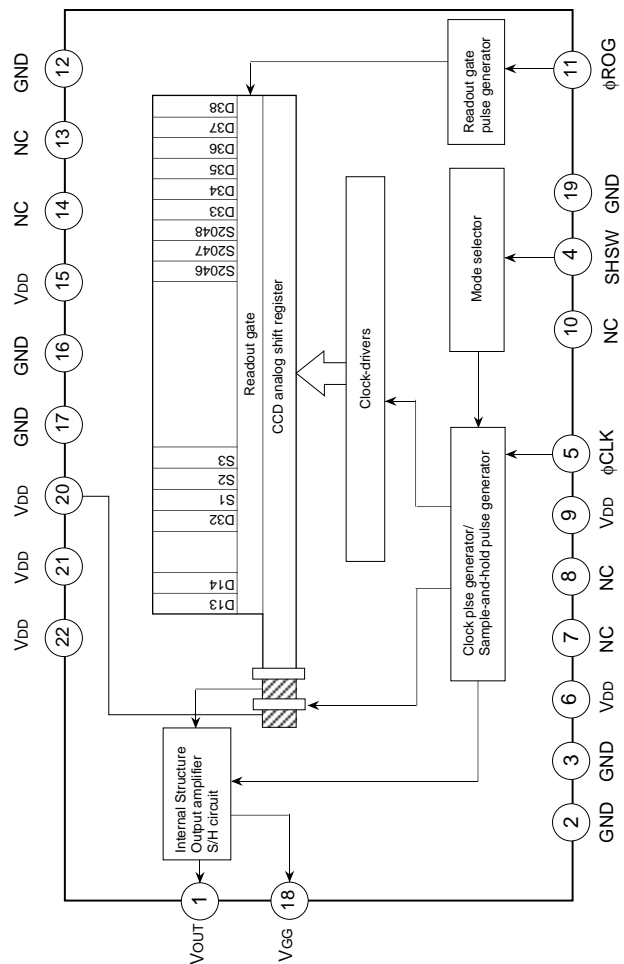 GND
12
NC
13
NC
14
VDD
15
GND
16
GND
17
VDD
20
VDD
21
VDD
22
D38
D37
D36
D35
D34
D33
S2048
S2047
S2046
S3
S2
S1
D32
D14
D13
Readout gate
CCD analog shift register
Clock-drivers
Readout gate
pulse generator
Mode selector
Clock plse generator/
Sample-and-hold pulse generator
Internal Structure
Output amplifier
S/H circuit
VOUT
1
VGG
18
2
GND
3
GND
6
VDD
7
NC
8
NC
9
VDD
5
φCLK
10
NC
4
SHSW
19
GND
11
φROG